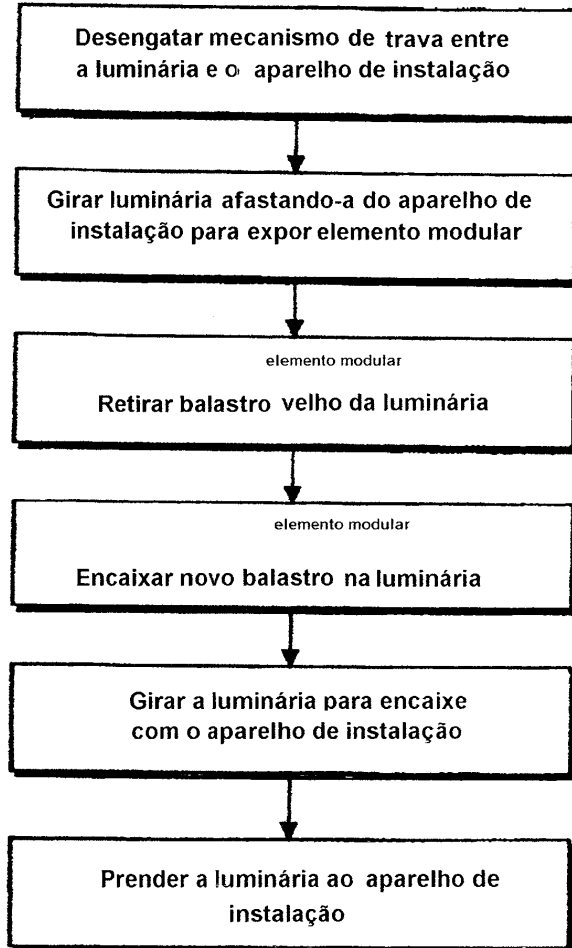 Desengatar mecanismo de trava entre
a luminária e o aparelho de instalação
Girar luminária afastando-a do aparelho de
instalação para expor elemento modular
elemento modular
Retirar balastro velho da luminária
elemento modular
Encaixar novo balastro na luminária
Girar a luminária para encaixe
com o aparelho de instalação
Prender a luminária ao aparelho de
instalação